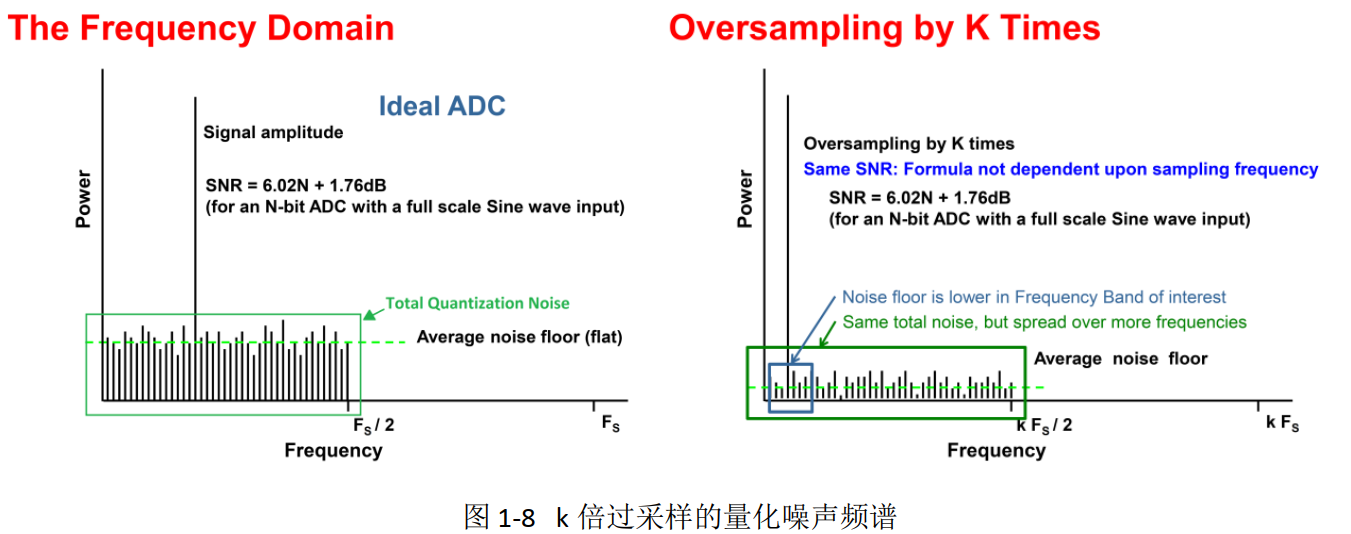 The Frequency Domain
Ideal ADC
Signal amplitude
SNR = 6.02N + 1.76dB
(for an N-bit ADC with a full scale Sine wave input)
Power
Total Quantization Noise
Average noise floor (flat)
FS / 2
FS
Frequency
Oversampling by K Times
Oversampling by K times
Same SNR: Formula not dependent upon sampling frequency
SNR = 6.02N + 1.76dB
(for an N-bit ADC with a full scale Sine wave input)
Power
Noise floor is lower in Frequency Band of interest
Same total noise, but spread over more frequencies
Average noise floor
k FS / 2
k FS
Frequency
图 1-8 k 倍过采样的量化噪声频谱